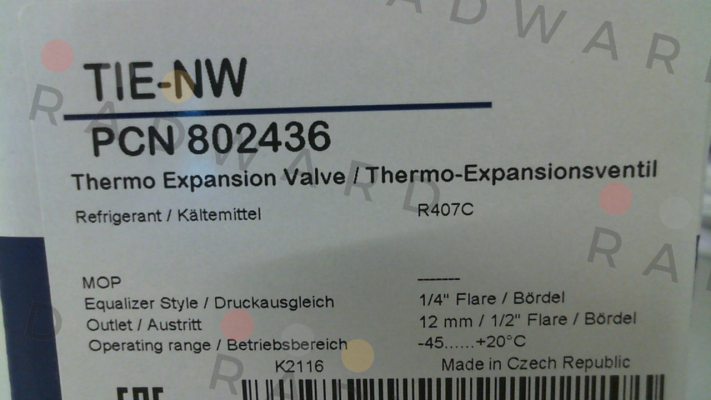 TIE-NW
PCN 802436
Thermo Expansion Valve / Thermo-Expansionsventil
Refrigerant / Kältemittel R407C
MOP -------
Equalizer Style / Druckausgleich 1/4" Flare / Bördel
Outlet / Austritt 12 mm / 1/2" Flare / Bördel
Operating range / Betriebsbereich -45......+20°C
K2116 Made in Czech Republic
RADWARD